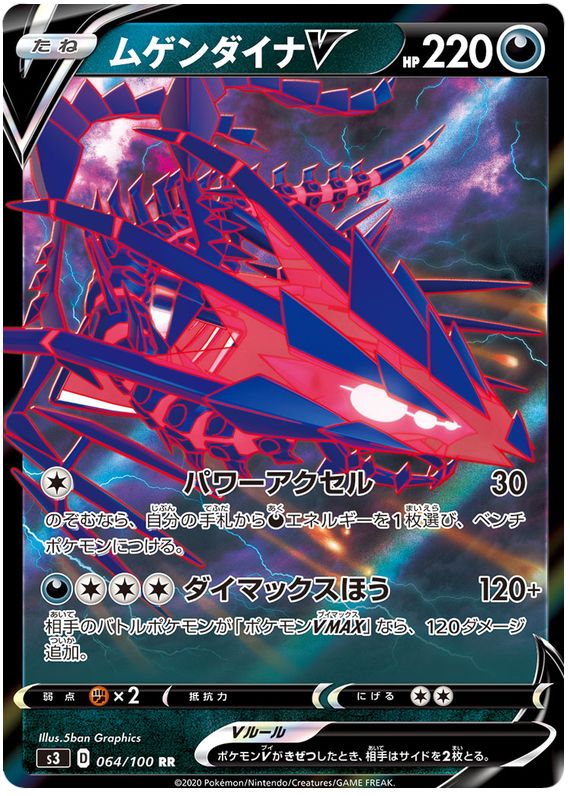 たね ムゲンダイナV HP 220
パワーアクセル 30
のぞむなら、自分の手札からエネルギーを1枚選び、ベンチ
ポケモンにつける。
ダイマックスほう 120+
相手のバトルポケモンが「ポケモンVMAX」なら、120ダメージ
追加。
弱点 ×2 抵抗力 にげる
Illus.5ban Graphics
Vルール
ポケモンVがきぜつしたとき、相手はサイドを2枚とる。
s3 D 064/100 RR
©2020 Pokémon/Nintendo/Creatures/GAME FREAK.